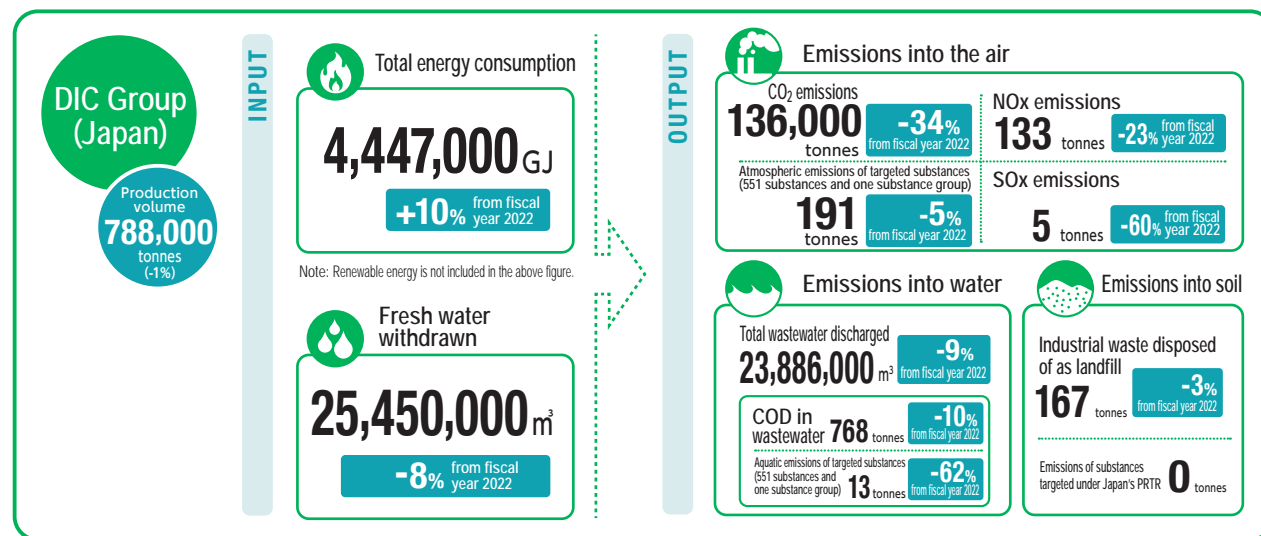 DIC Group
(Japan)
Production
volume
788,000
tonnes
(-1%)
INPUT
Total energy consumption
4,447,000 GJ
+10% from fiscal
year 2022
Note: Renewable energy is not included in the above figure.
Fresh water
withdrawn
25,450,000 m³
-8% from fiscal
year 2022
OUTPUT
Emissions into the air
CO₂ emissions
136,000
tonnes
-34%
from fiscal year 2022
NOx emissions
133 tonnes
-23% from fiscal
year 2022
Atmospheric emissions of targeted substances
(551 substances and one substance group)
191
tonnes
-5%
from fiscal year 2022
SOx emissions
5 tonnes
-60% from fiscal
year 2022
Emissions into water
Total wastewater discharged
23,886,000 m³
-9%
from fiscal year 2022
COD in
wastewater 768 tonnes
-10%
from fiscal year 2022
Aquatic emissions of targeted substances
(551 substances and
one substance group) 13 tonnes
-62%
from fiscal year 2022
Emissions into soil
Industrial waste disposed
of as landfill
167 tonnes
-3%
from fiscal year 2022
Emissions of substances
targeted under Japan's PRTR 0 tonnes